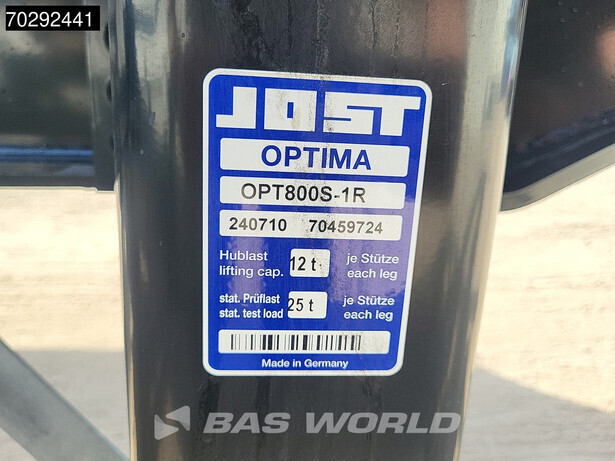 70292441
JOST
OPTIMA
OPT800S-1R
240710 70459724
Hublast
lifting cap. 12 t je Stütze
each leg
stat. Prüflast
stat. test load 25 t je Stütze
each leg
Made in Germany
BAS WORLD